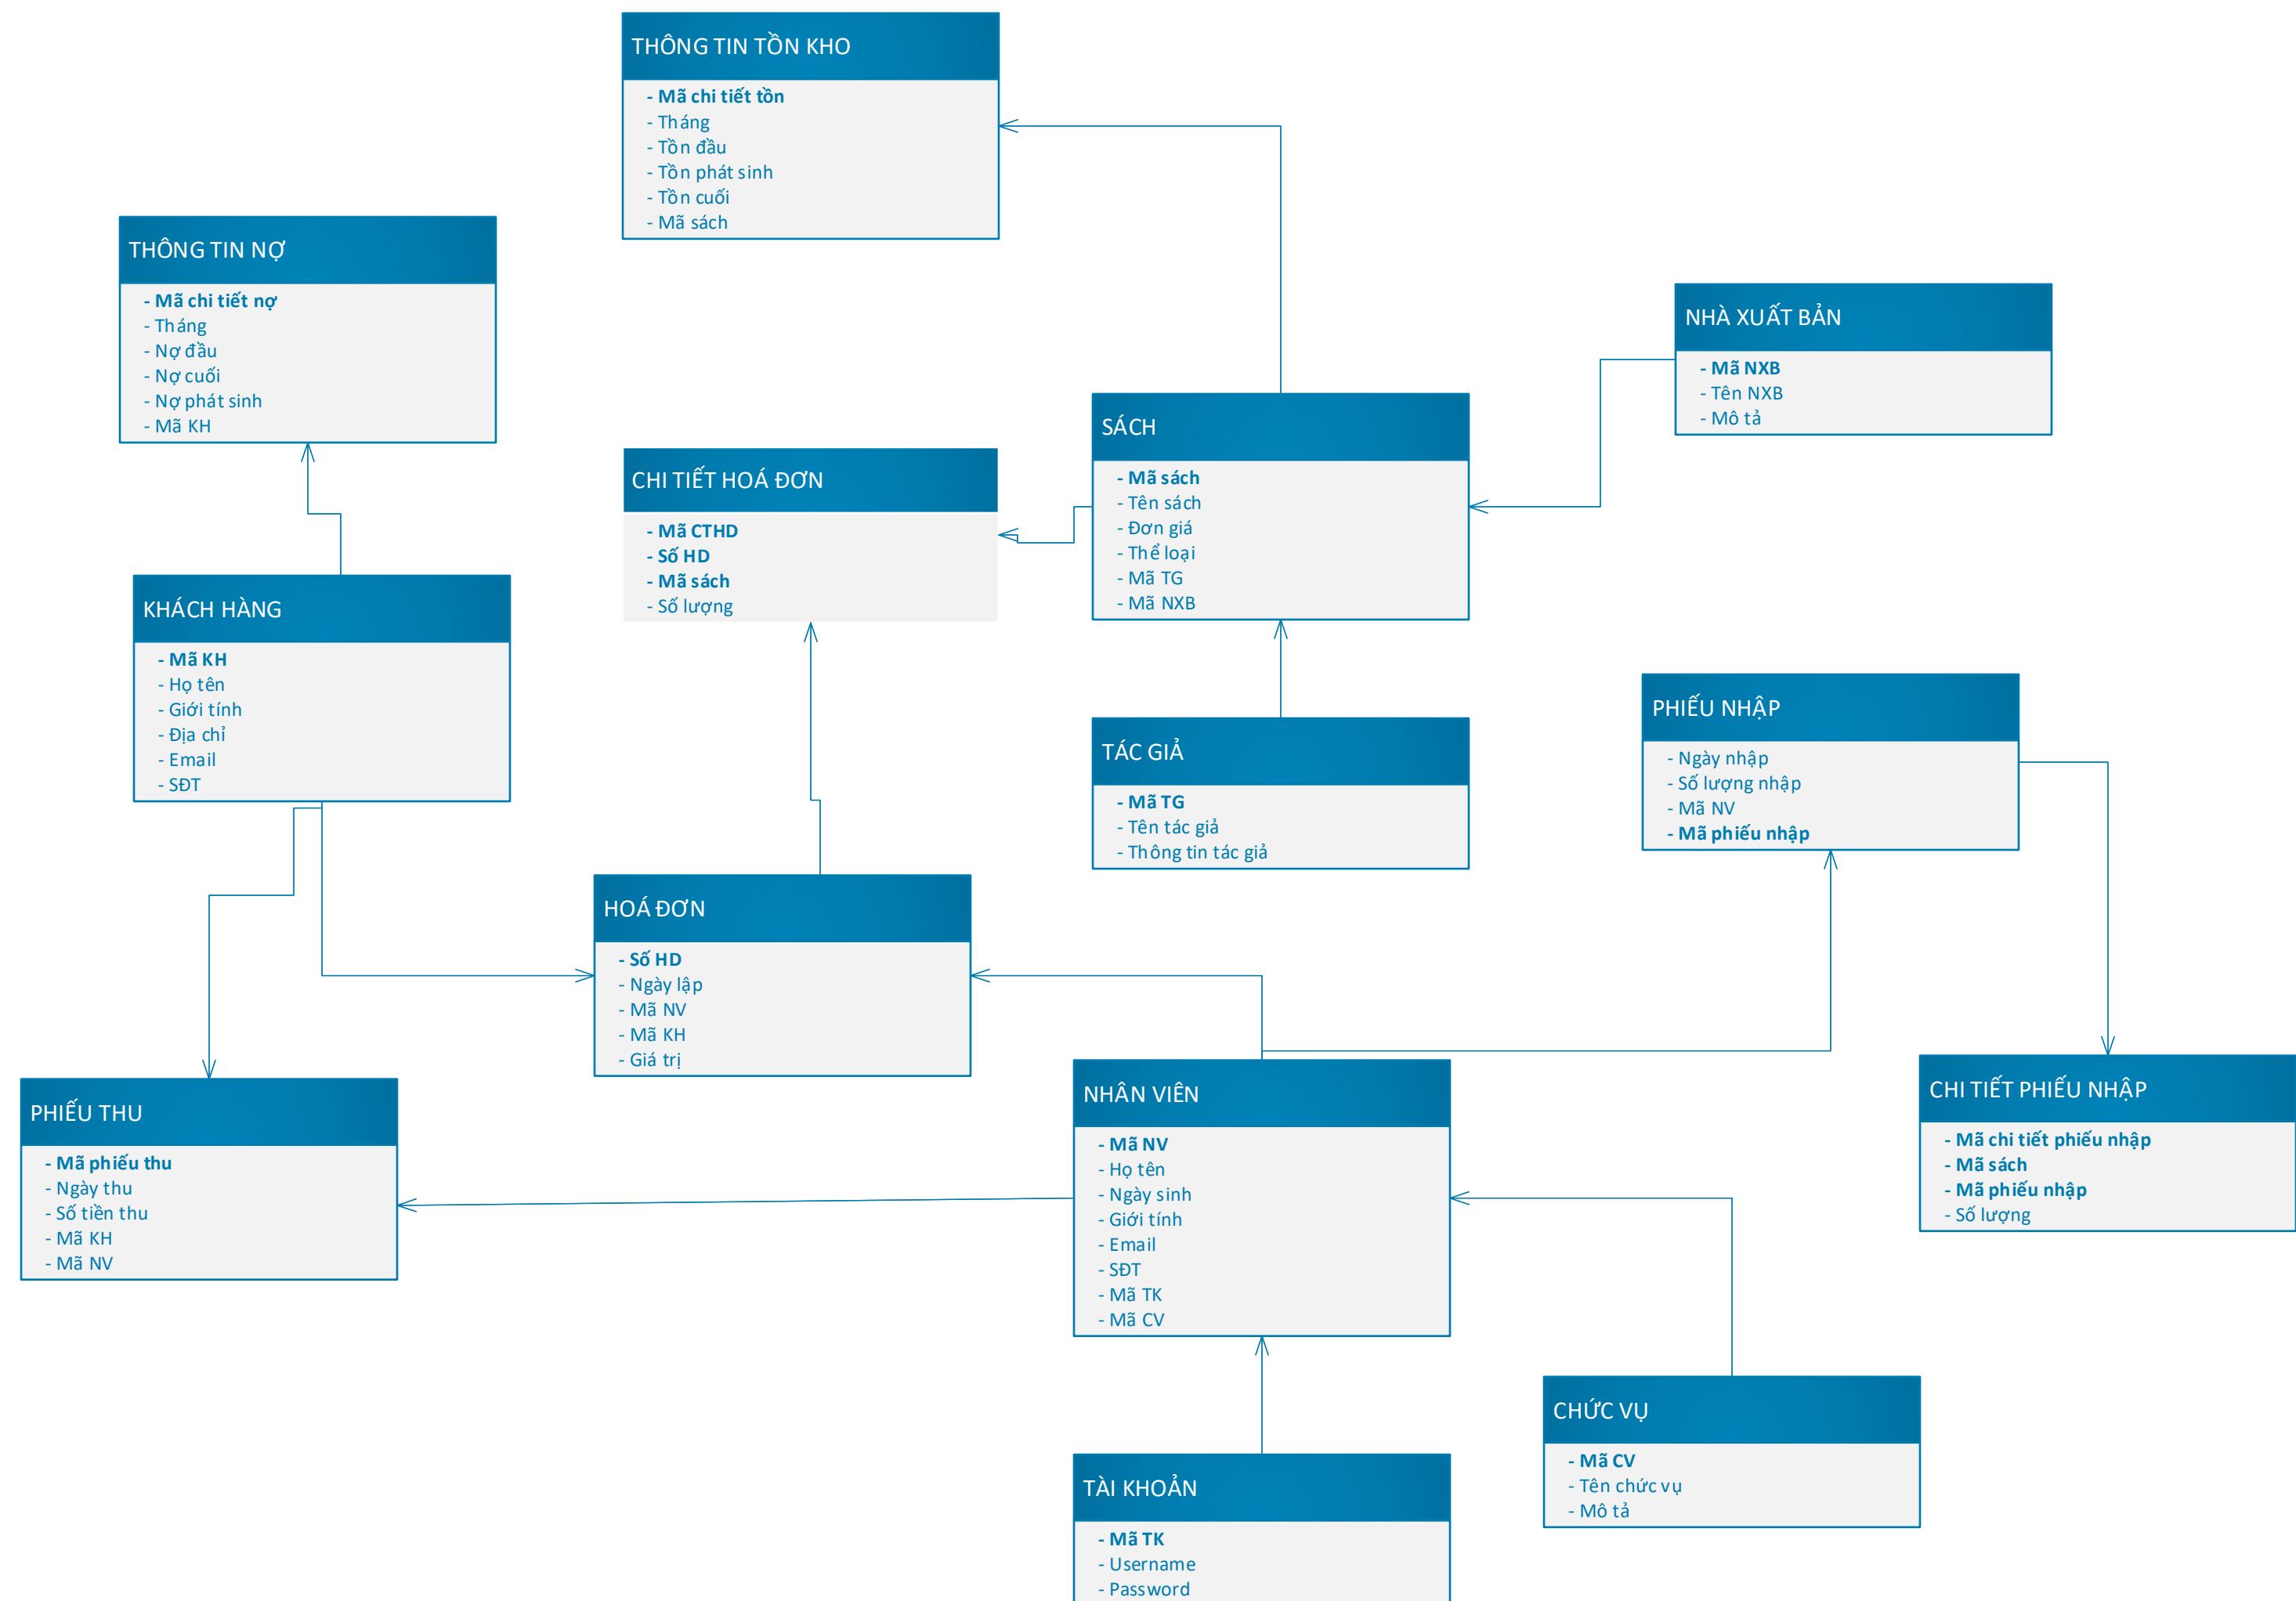 THÔNG TIN TỒN KHO
- Mã chi tiết tồn
- Tháng
- Tồn đầu
- Tồn phát sinh
- Tồn cuối
- Mã sách
THÔNG TIN NỢ
- Mã chi tiết nợ
- Tháng
- Nợ đầu
- Nợ cuối
- Nợ phát sinh
- Mã KH
NHÀ XUẤT BẢN
- Mã NXB
- Tên NXB
- Mô tả
SÁCH
- Mã sách
- Tên sách
- Đơn giá
- Thể loại
- Mã TG
- Mã NXB
CHI TIẾT HOÁ ĐƠN
- Mã CTHD
- Số HD
- Mã sách
- Số lượng
KHÁCH HÀNG
- Mã KH
- Họ tên
- Giới tính
- Địa chỉ
- Email
- SĐT
PHIẾU NHẬP
- Ngày nhập
- Số lượng nhập
- Mã NV
- Mã phiếu nhập
TÁC GIẢ
- Mã TG
- Tên tác giả
- Thông tin tác giả
HOÁ ĐƠN
- Số HD
- Ngày lập
- Mã NV
- Mã KH
- Giá trị
CHI TIẾT PHIẾU NHẬP
- Mã chi tiết phiếu nhập
- Mã sách
- Mã phiếu nhập
- Số lượng
NHÂN VIÊN
- Mã NV
- Họ tên
- Ngày sinh
- Giới tính
- Email
- SĐT
- Mã TK
- Mã CV
PHIẾU THU
- Mã phiếu thu
- Ngày thu
- Số tiền thu
- Mã KH
- Mã NV
CHỨC VỤ
- Mã CV
- Tên chức vụ
- Mô tả
TÀI KHOẢN
- Mã TK
- Username
- Password